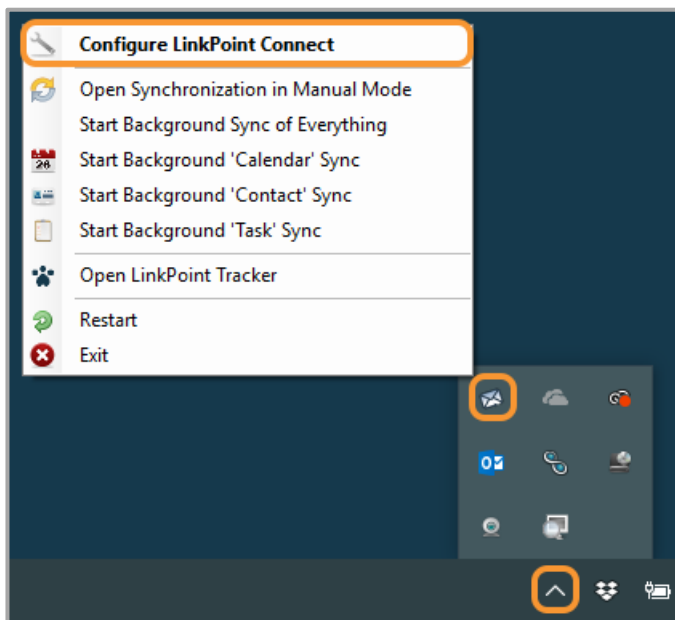 Configure LinkPoint Connect
Open Synchronization in Manual Mode
Start Background Sync of Everything
26
Start Background 'Calendar' Sync
Start Background 'Contact' Sync
Start Background 'Task' Sync
Open LinkPoint Tracker
Restart
Exit